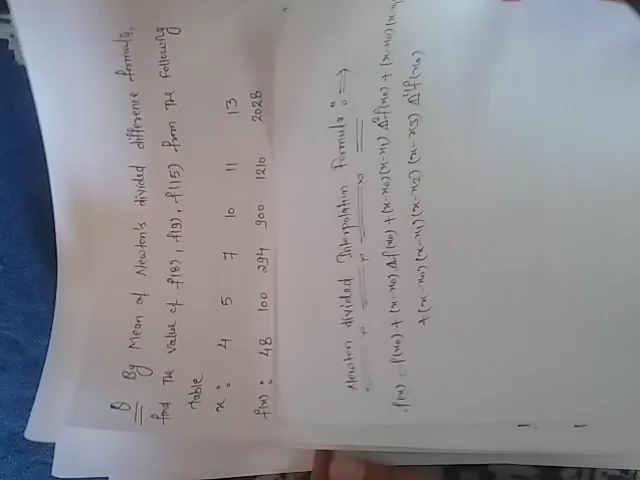 Q By Mean of Newton's divided difference formula,
find The value of f(8), f(9), f(15) from The Following
table
x : 4 5 7 10 11 13
f(x) : 48 100 294 900 1210 2028
Newton divided Interpolation Formula :⇒
f(x) = f(x₀) + (x-x₀) Δf(x₀) + (x-x₀)(x-x₁) Δ²f(x₀) + (x-x₀)(x-x₁
+ (x-x₀)(x-x₁)(x-x₂)(x-x₃) Δ⁴f(x₀)